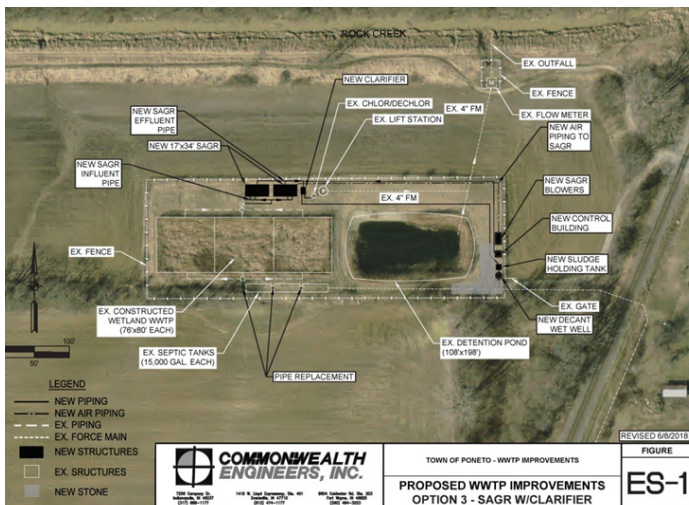 ROCK CREEK
EX. OUTFALL
NEW CLARIFIER
EX. FENCE
EX. CHLOR/DECHLOR
EX. 4" FM
EX. FLOW METER
EX. LIFT STATION
NEW SAGR
EFFLUENT
PIPE
NEW AIR
PIPING TO
SAGR
NEW 17'x34' SAGR
NEW SAGR
INFLUENT
PIPE
NEW SAGR
BLOWERS
EX. 4" FM
NEW CONTROL
BUILDING
EX. FENCE
NEW SLUDGE
HOLDING TANK
EX. GATE
EX. CONSTRUCTED
WETLAND WWTP
(76'x80' EACH)
NEW DECANT
WET WELL
EX. DETENTION POND
(108'x198')
EX. SEPTIC TANKS
(15,000 GAL. EACH)
PIPE REPLACEMENT
100'
50'
LEGEND
NEW PIPING
NEW AIR PIPING
EX. PIPING
EX. FORCE MAIN
NEW STRUCTURES
EX. SRUCTURES
NEW STONE
REVISED 6/8/2018
COMMONWEALTH
ENGINEERS, INC.
TOWN OF PONETO - WWTP IMPROVEMENTS
PROPOSED WWTP IMPROVEMENTS
OPTION 3 - SAGR W/CLARIFIER
FIGURE
ES-1